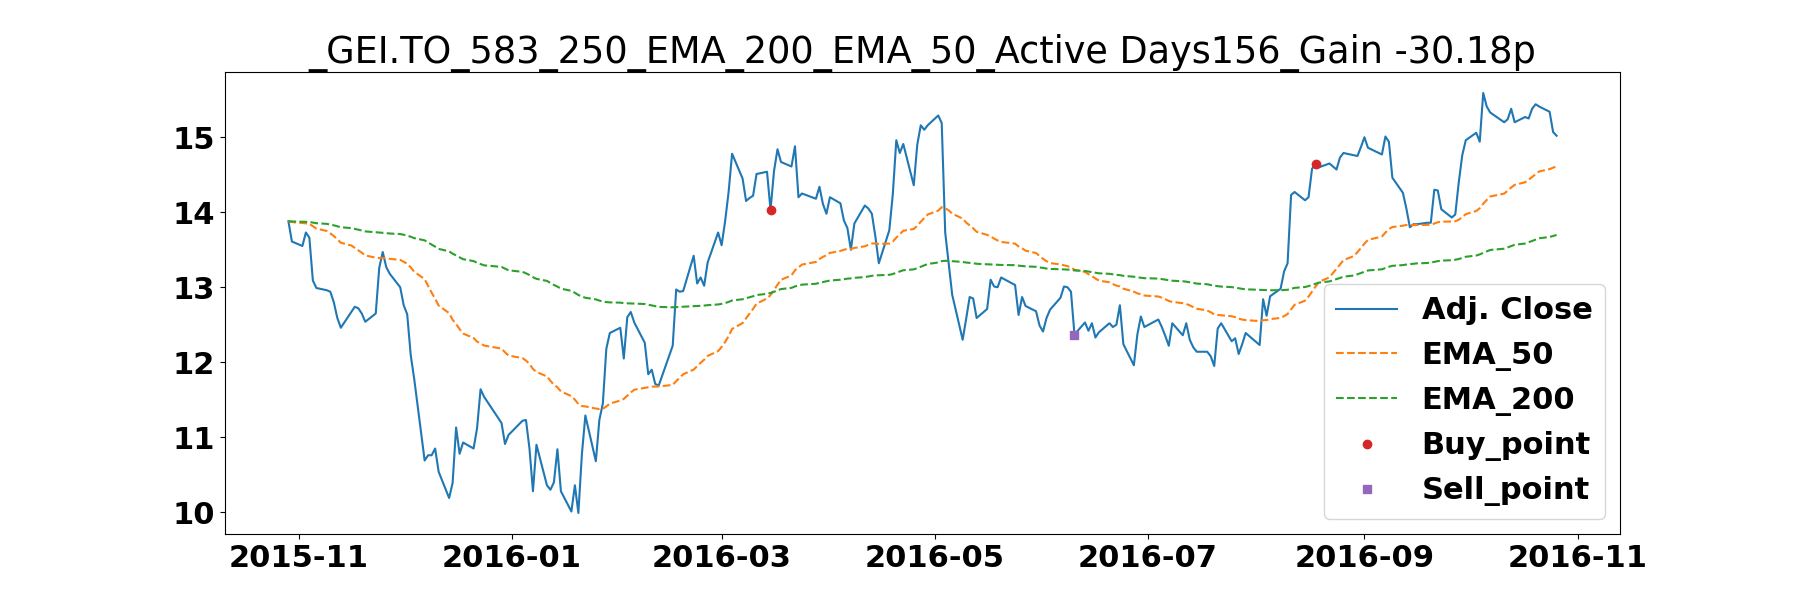 _GEI.TO_583_250_EMA_200_EMA_50_Active Days156_Gain -30.18p
15
14
13
12
11
10
Adj. Close
EMA_50
EMA_200
Buy_point
Sell_point
2015-11 2016-01 2016-03 2016-05 2016-07 2016-09 2016-11